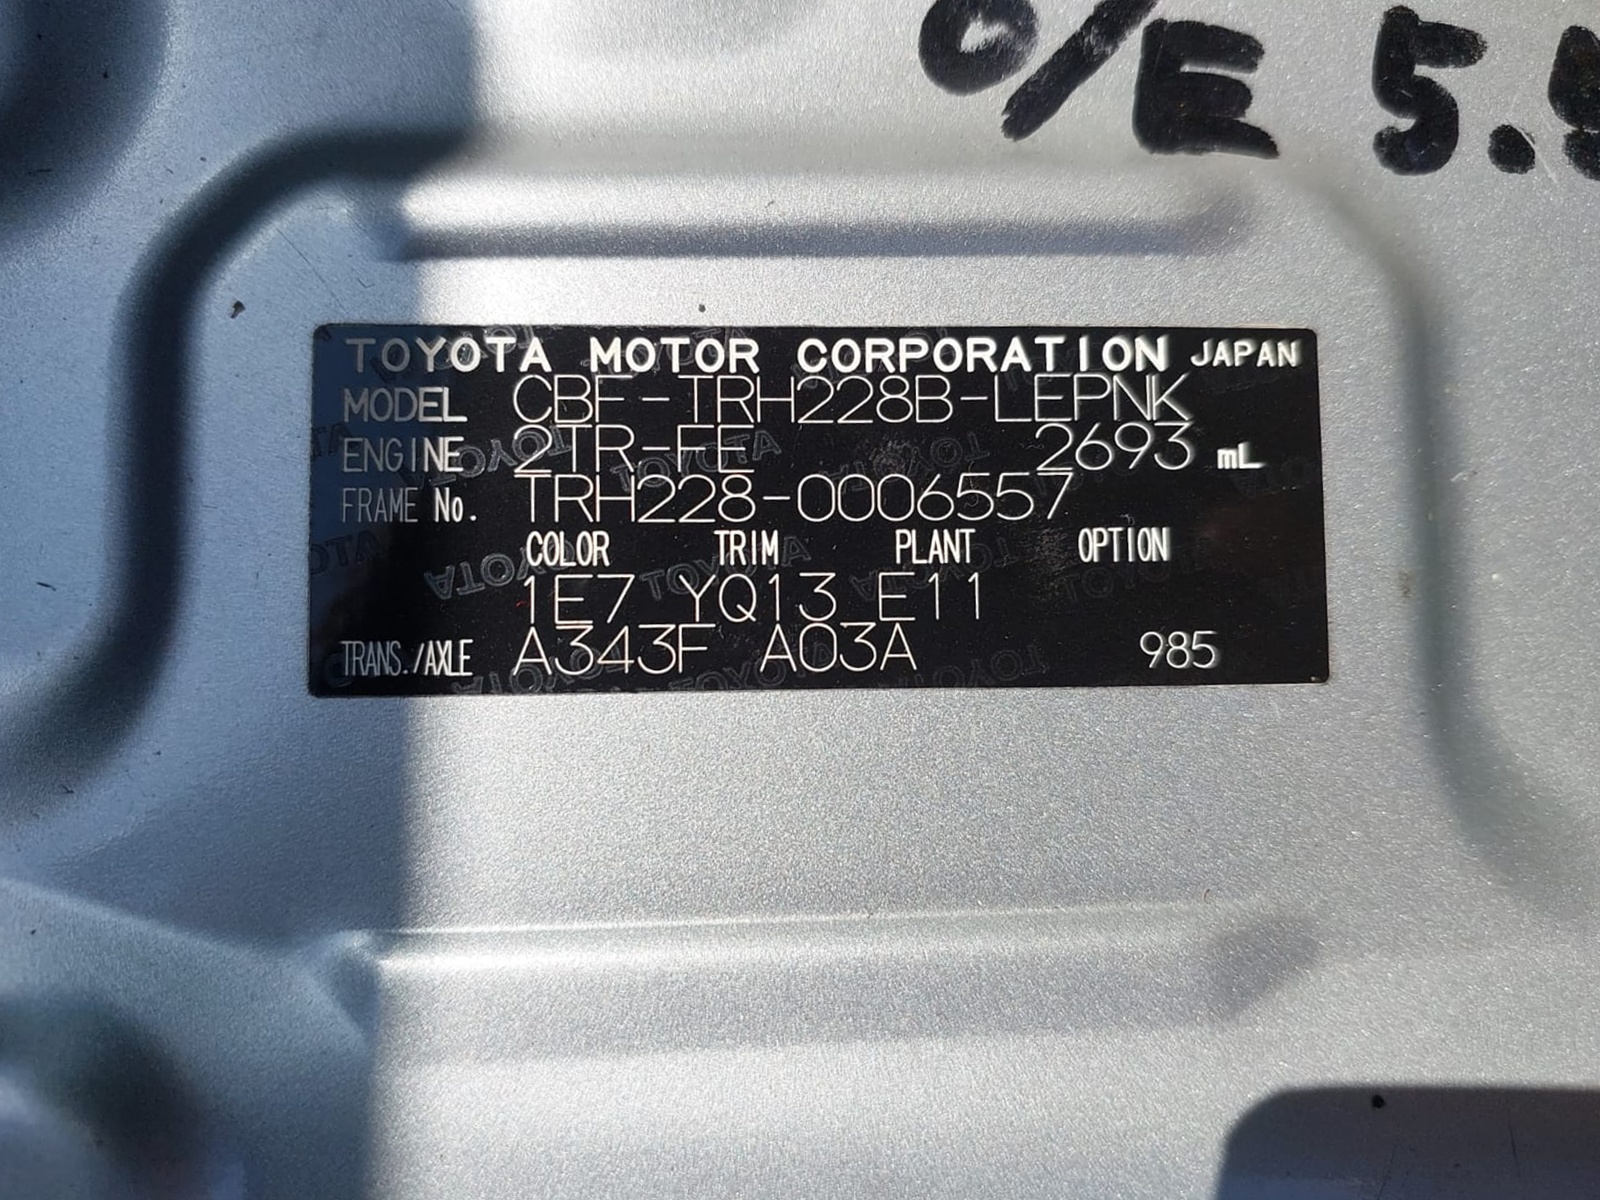 O/E 5.5
TOYOTA MOTOR CORPORATION JAPAN
MODEL CBF-TRH228B-LEPNK
ENGINE 2TR-FE 2693 mL
FRAME No. TRH228-0006557
COLOR TRIM PLANT OPTION
1E7 YQ13 E11
TRANS./AXLE A343F A03A 985